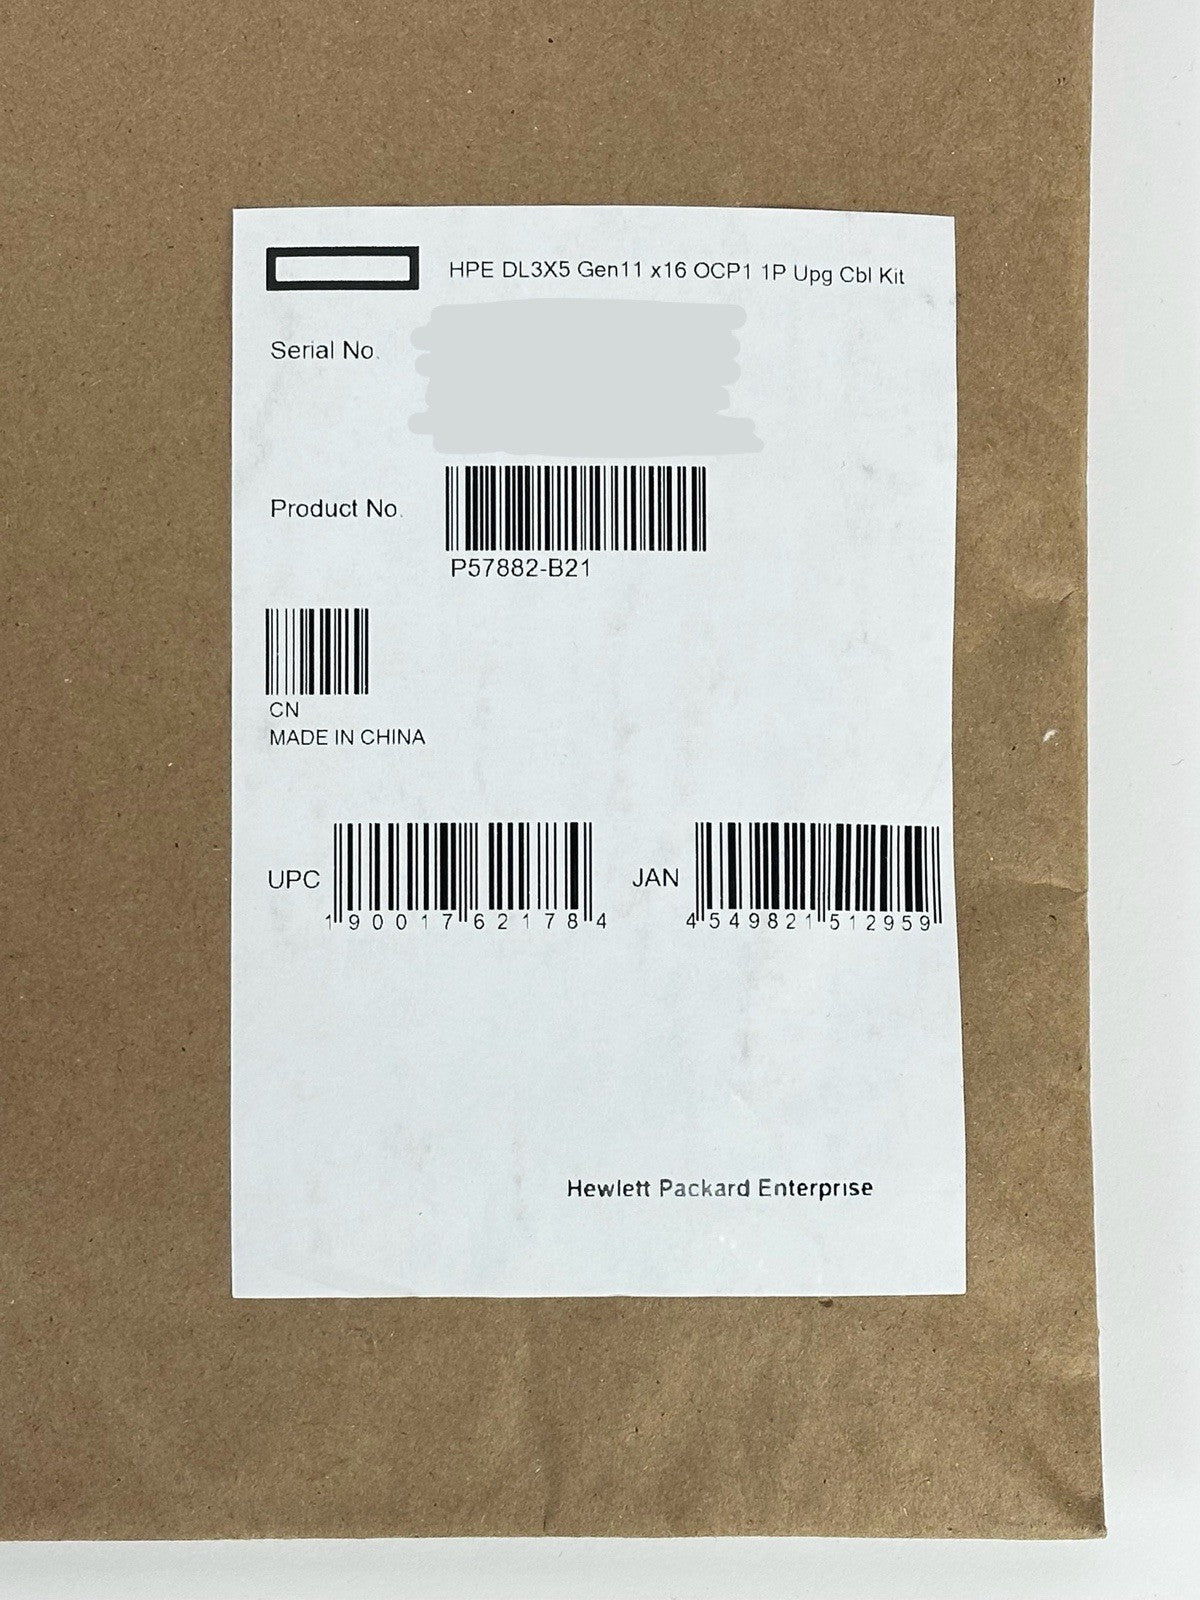 HPE DL3X5 Gen11 x16 OCP1 1P Upg Cbl Kit
Serial No.
Product No.
P57882-B21
CN
MADE IN CHINA
UPC
1 90017 62178 4
JAN
4 549821 512959
Hewlett Packard Enterprise